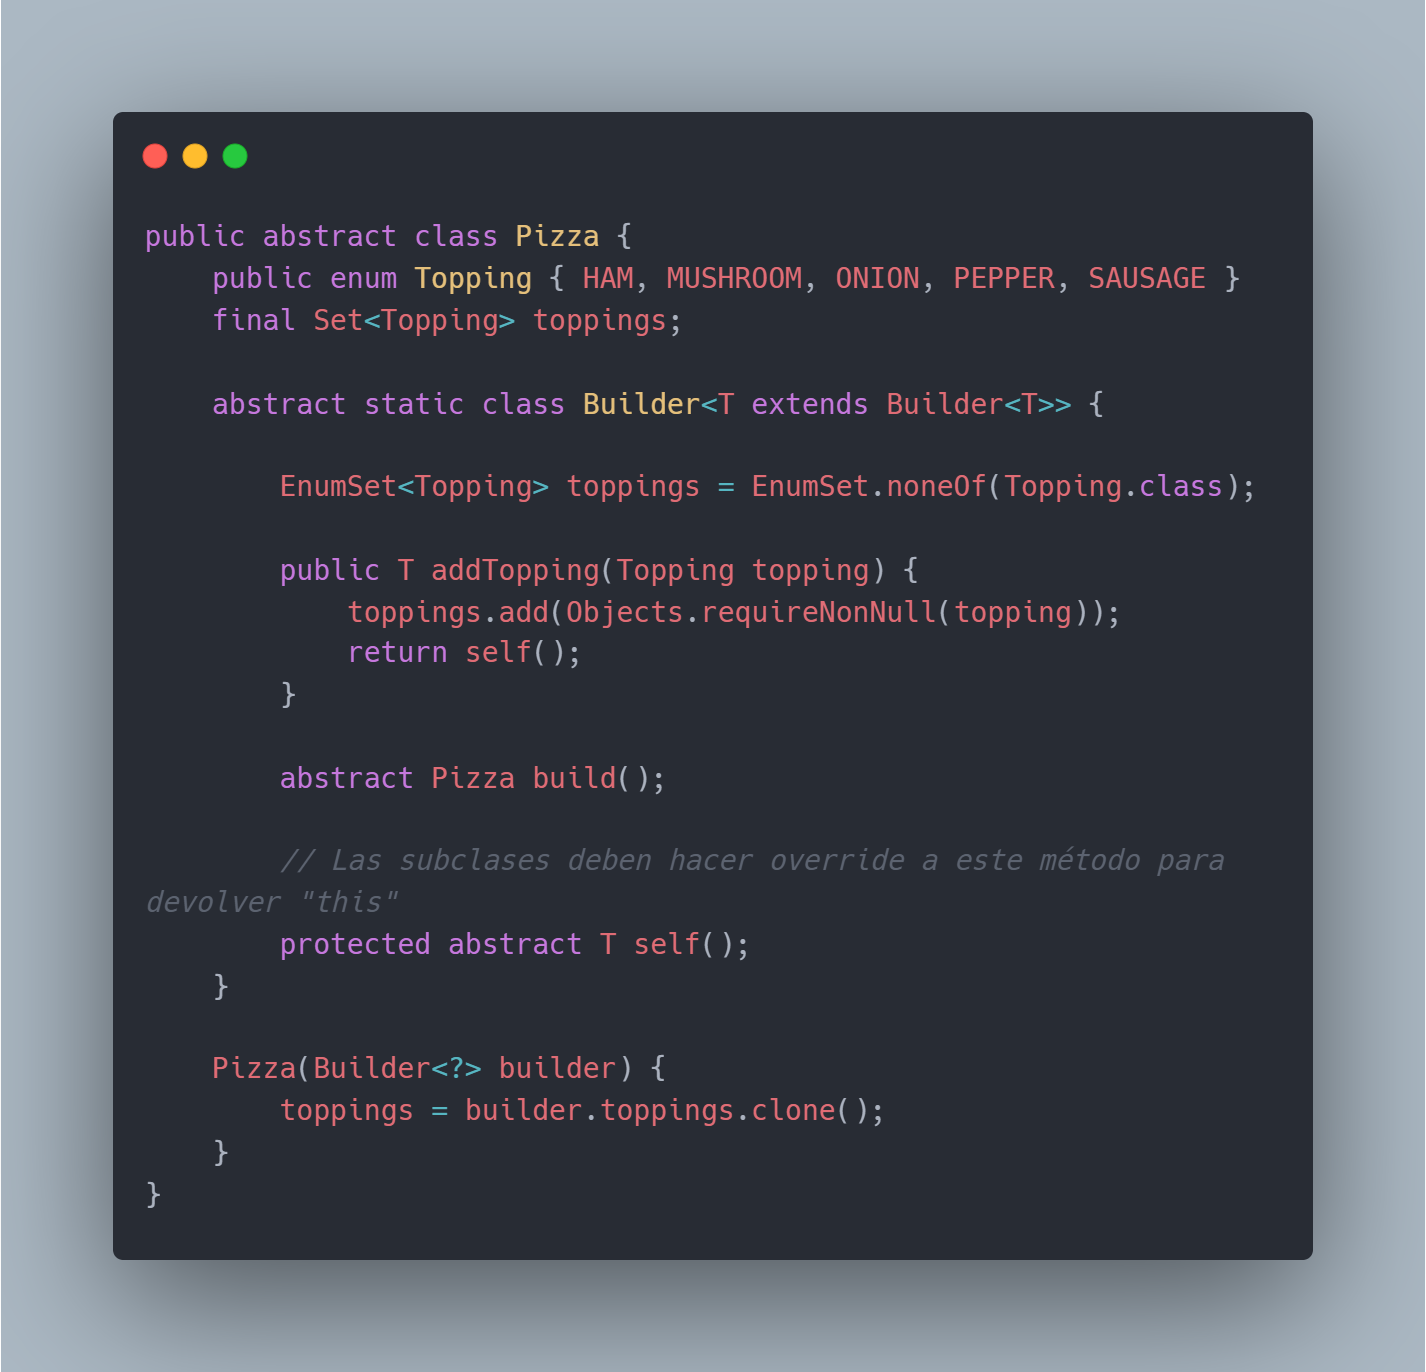 public abstract class Pizza {
    public enum Topping { HAM, MUSHROOM, ONION, PEPPER, SAUSAGE }
    final Set<Topping> toppings;

    abstract static class Builder<T extends Builder<T>> {

        EnumSet<Topping> toppings = EnumSet.noneOf(Topping.class);

        public T addTopping(Topping topping) {
            toppings.add(Objects.requireNonNull(topping));
            return self();
        }

        abstract Pizza build();

        // Las subclases deben hacer override a este método para
devolver "this"
        protected abstract T self();
    }

    Pizza(Builder<?> builder) {
        toppings = builder.toppings.clone();
    }
}